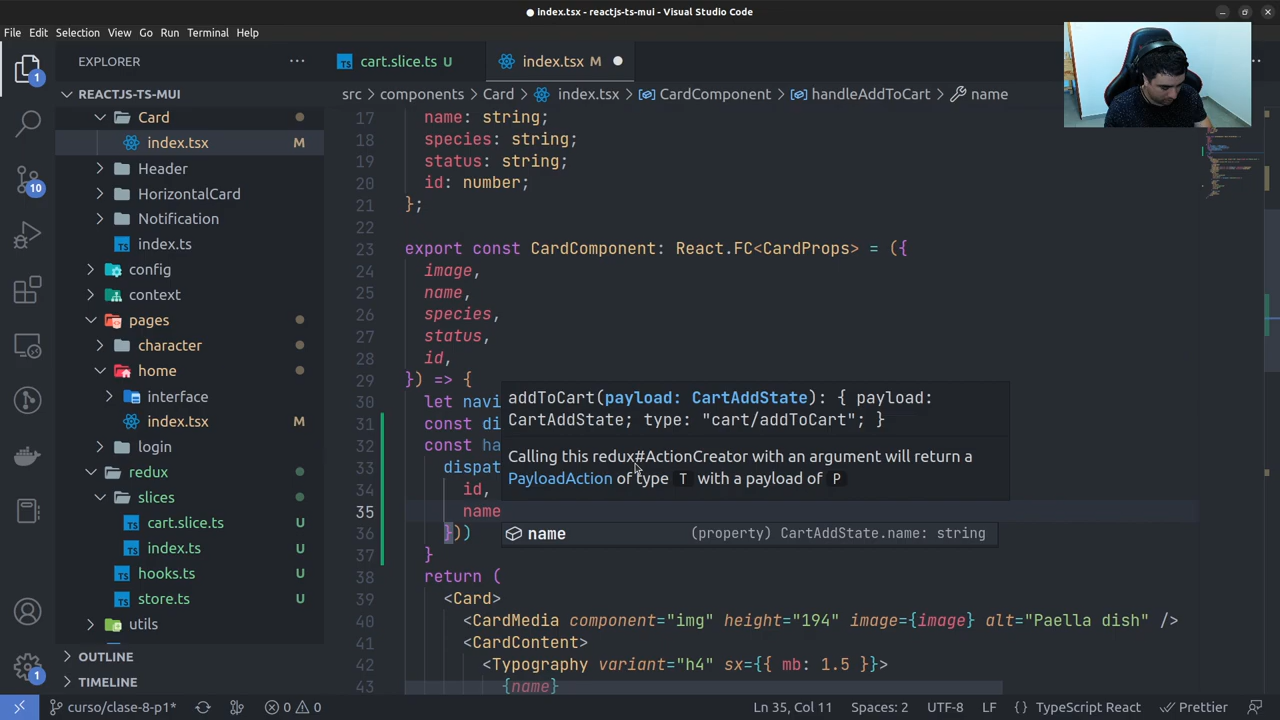 ● index.tsx - reactjs-ts-mui - Visual Studio Code
File Edit Selection View Go Run Terminal Help
EXPLORER
cart.slice.ts U
index.tsx M
REACTJS-TS-MUI
src > components > Card > index.tsx > CardComponent > handleAddToCart > name
Card
index.tsx M
Header
HorizontalCard
Notification
index.ts
config
context
pages
character
home
interface
index.tsx M
login
redux
slices
cart.slice.ts U
index.ts U
hooks.ts U
store.ts U
utils
OUTLINE
TIMELINE
1
10
1
17 name: string;
18 species: string;
19 status: string;
20 id: number;
21 };
22
23 export const CardComponent: React.FC<CardProps> = ({
24 image,
25 name,
26 species,
27 status,
28 id,
29 }) => {
30 let navi
31 const di
32 const ha
33 dispat
34 id,
35 name
36 }))
37 }
38 return (
39 <Card>
40 <CardMedia component="img" height="194" image={image} alt="Paella dish" />
41 <CardContent>
42 <Typography variant="h4" sx={{ mb: 1.5 }}>
43 {name}
addToCart(payload: CartAddState): { payload:
CartAddState; type: "cart/addToCart"; }
Calling this redux#ActionCreator with an argument will return a
PayloadAction of type T with a payload of P
name (property) CartAddState.name: string
curso/clase-8-p1* 0 0 Ln 35, Col 11 Spaces: 2 UTF-8 LF {} TypeScript React Prettier